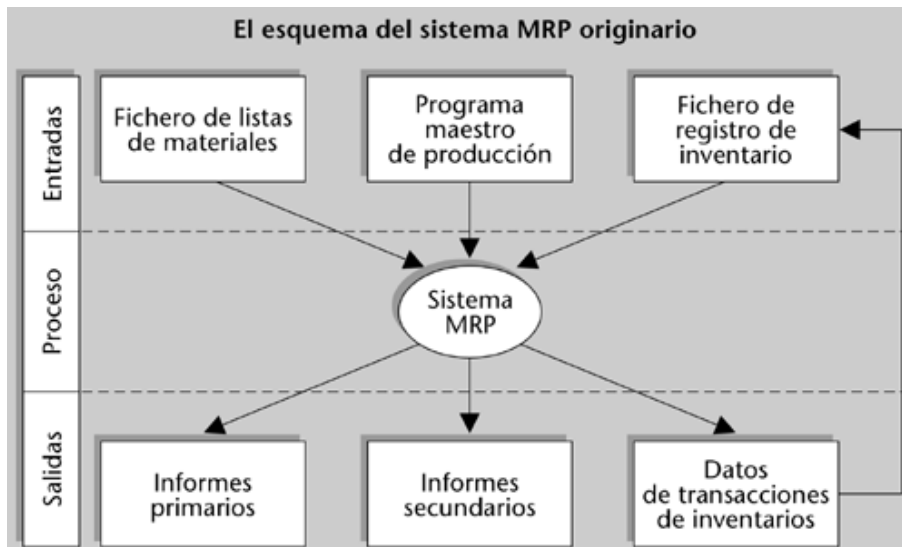 El esquema del sistema MRP originario
Entradas
Fichero de listas
de materiales
Programa
maestro
de producción
Fichero de
registro de
inventario
Proceso
Sistema
MRP
Salidas
Informes
primarios
Informes
secundarios
Datos
de transacciones
de inventarios